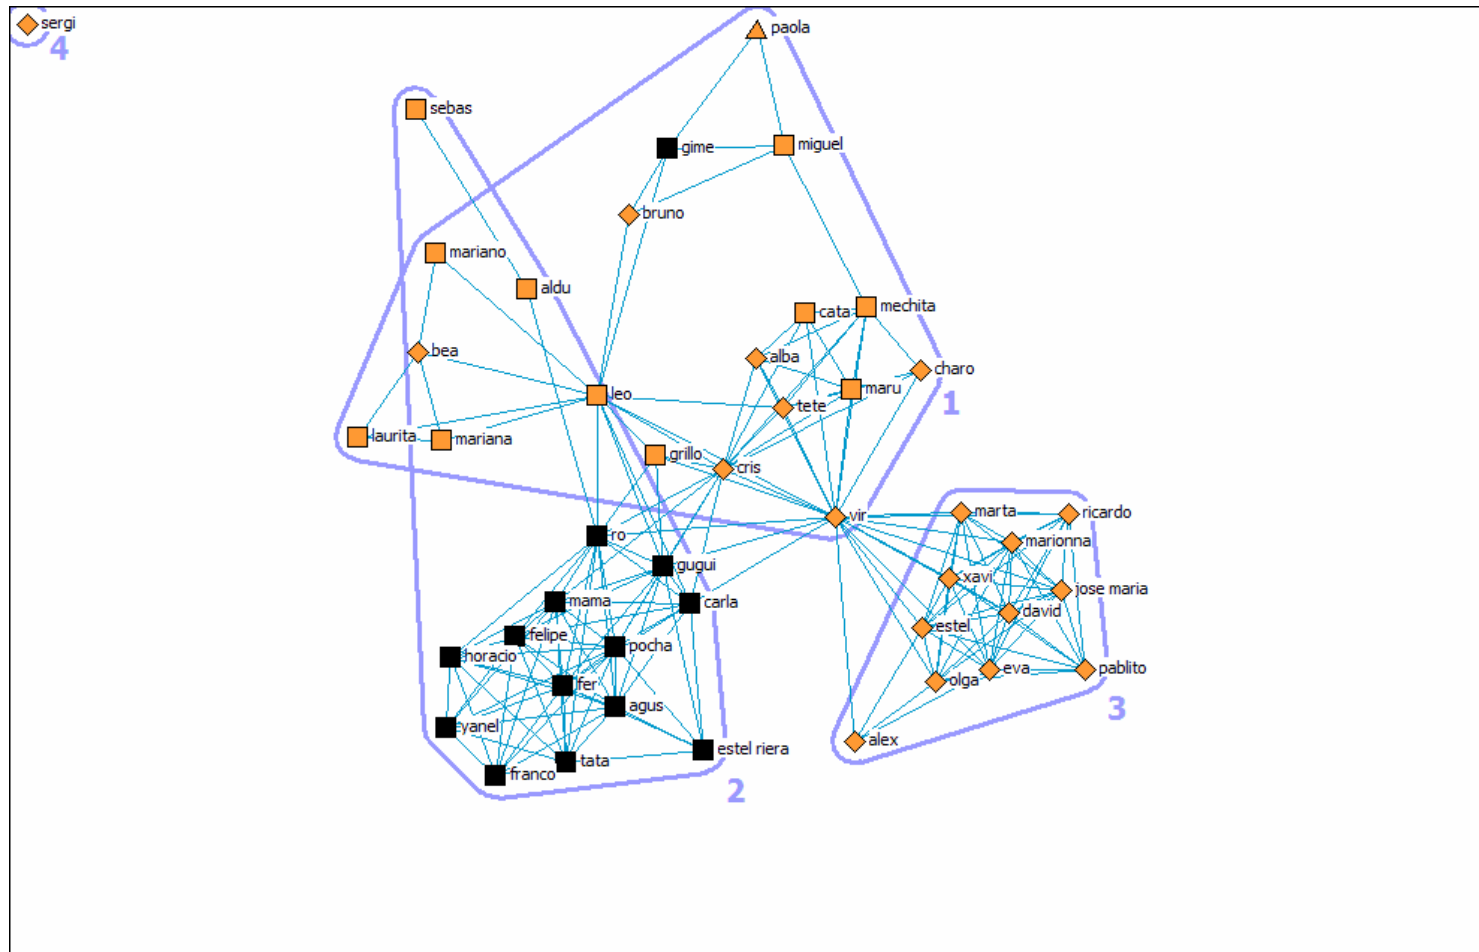 sergi
4
paola
sebas
gime
miguel
bruno
mariano
aldu
cata
mechita
bea
alba
charo
leo
maru
tete
1
laurita
mariana
grillo
cris
vir
marta
ricardo
ro
marionna
gugui
xavi
jose maria
mama
carla
david
felipe
estel
pocha
horacio
eva
pablito
fer
olga
agus
3
yanel
alex
estel riera
tata
franco
2